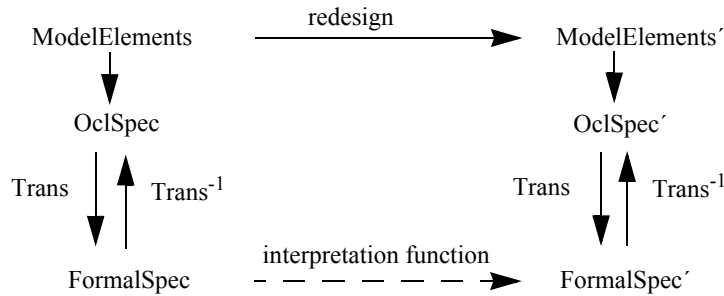 redesign
ModelElements
ModelElements´
OclSpec
OclSpec´
Trans
Trans-1
Trans
Trans-1
interpretation function
FormalSpec
FormalSpec´